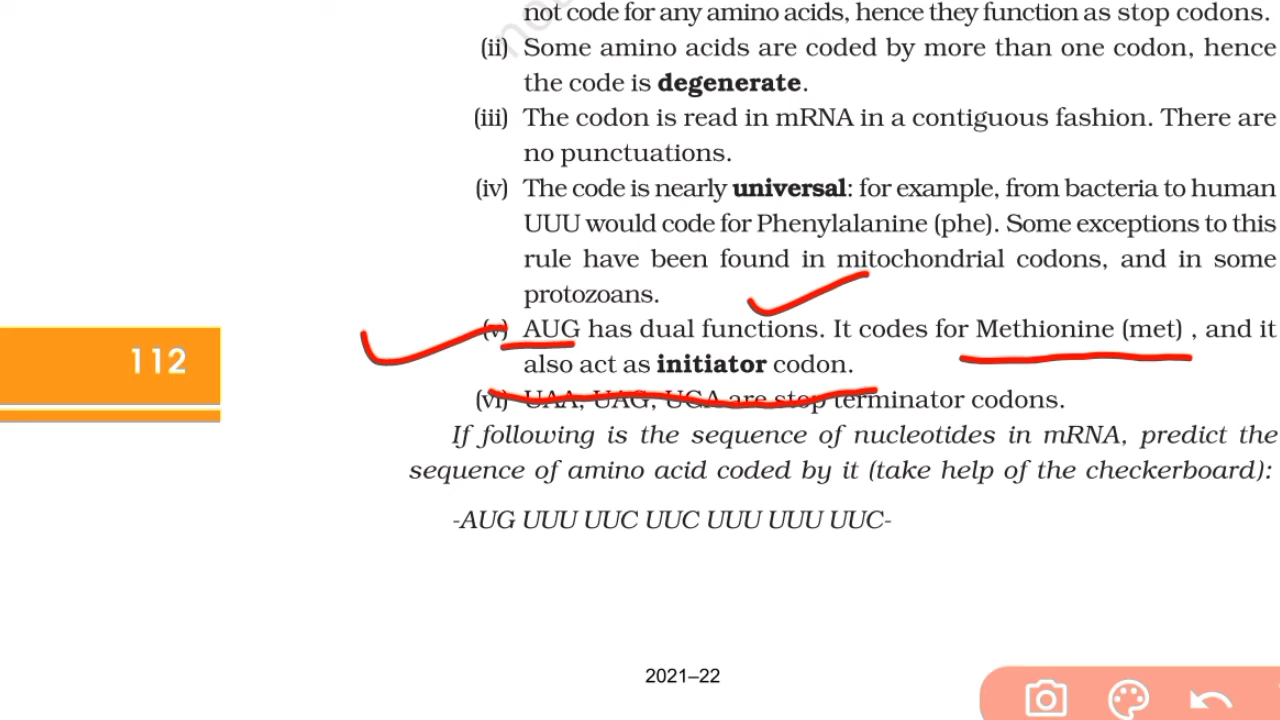 not code for any amino acids, hence they function as stop codons.
(ii) Some amino acids are coded by more than one codon, hence
the code is degenerate.
(iii) The codon is read in mRNA in a contiguous fashion. There are
no punctuations.
(iv) The code is nearly universal: for example, from bacteria to human
UUU would code for Phenylalanine (phe). Some exceptions to this
rule have been found in mitochondrial codons, and in some
protozoans.
(v) AUG has dual functions. It codes for Methionine (met) , and it
also act as initiator codon.
(vi) UAA, UAG, UGA are stop terminator codons.
If following is the sequence of nucleotides in mRNA, predict the
sequence of amino acid coded by it (take help of the checkerboard):
-AUG UUU UUC UUC UUU UUU UUC-
112
2021–22